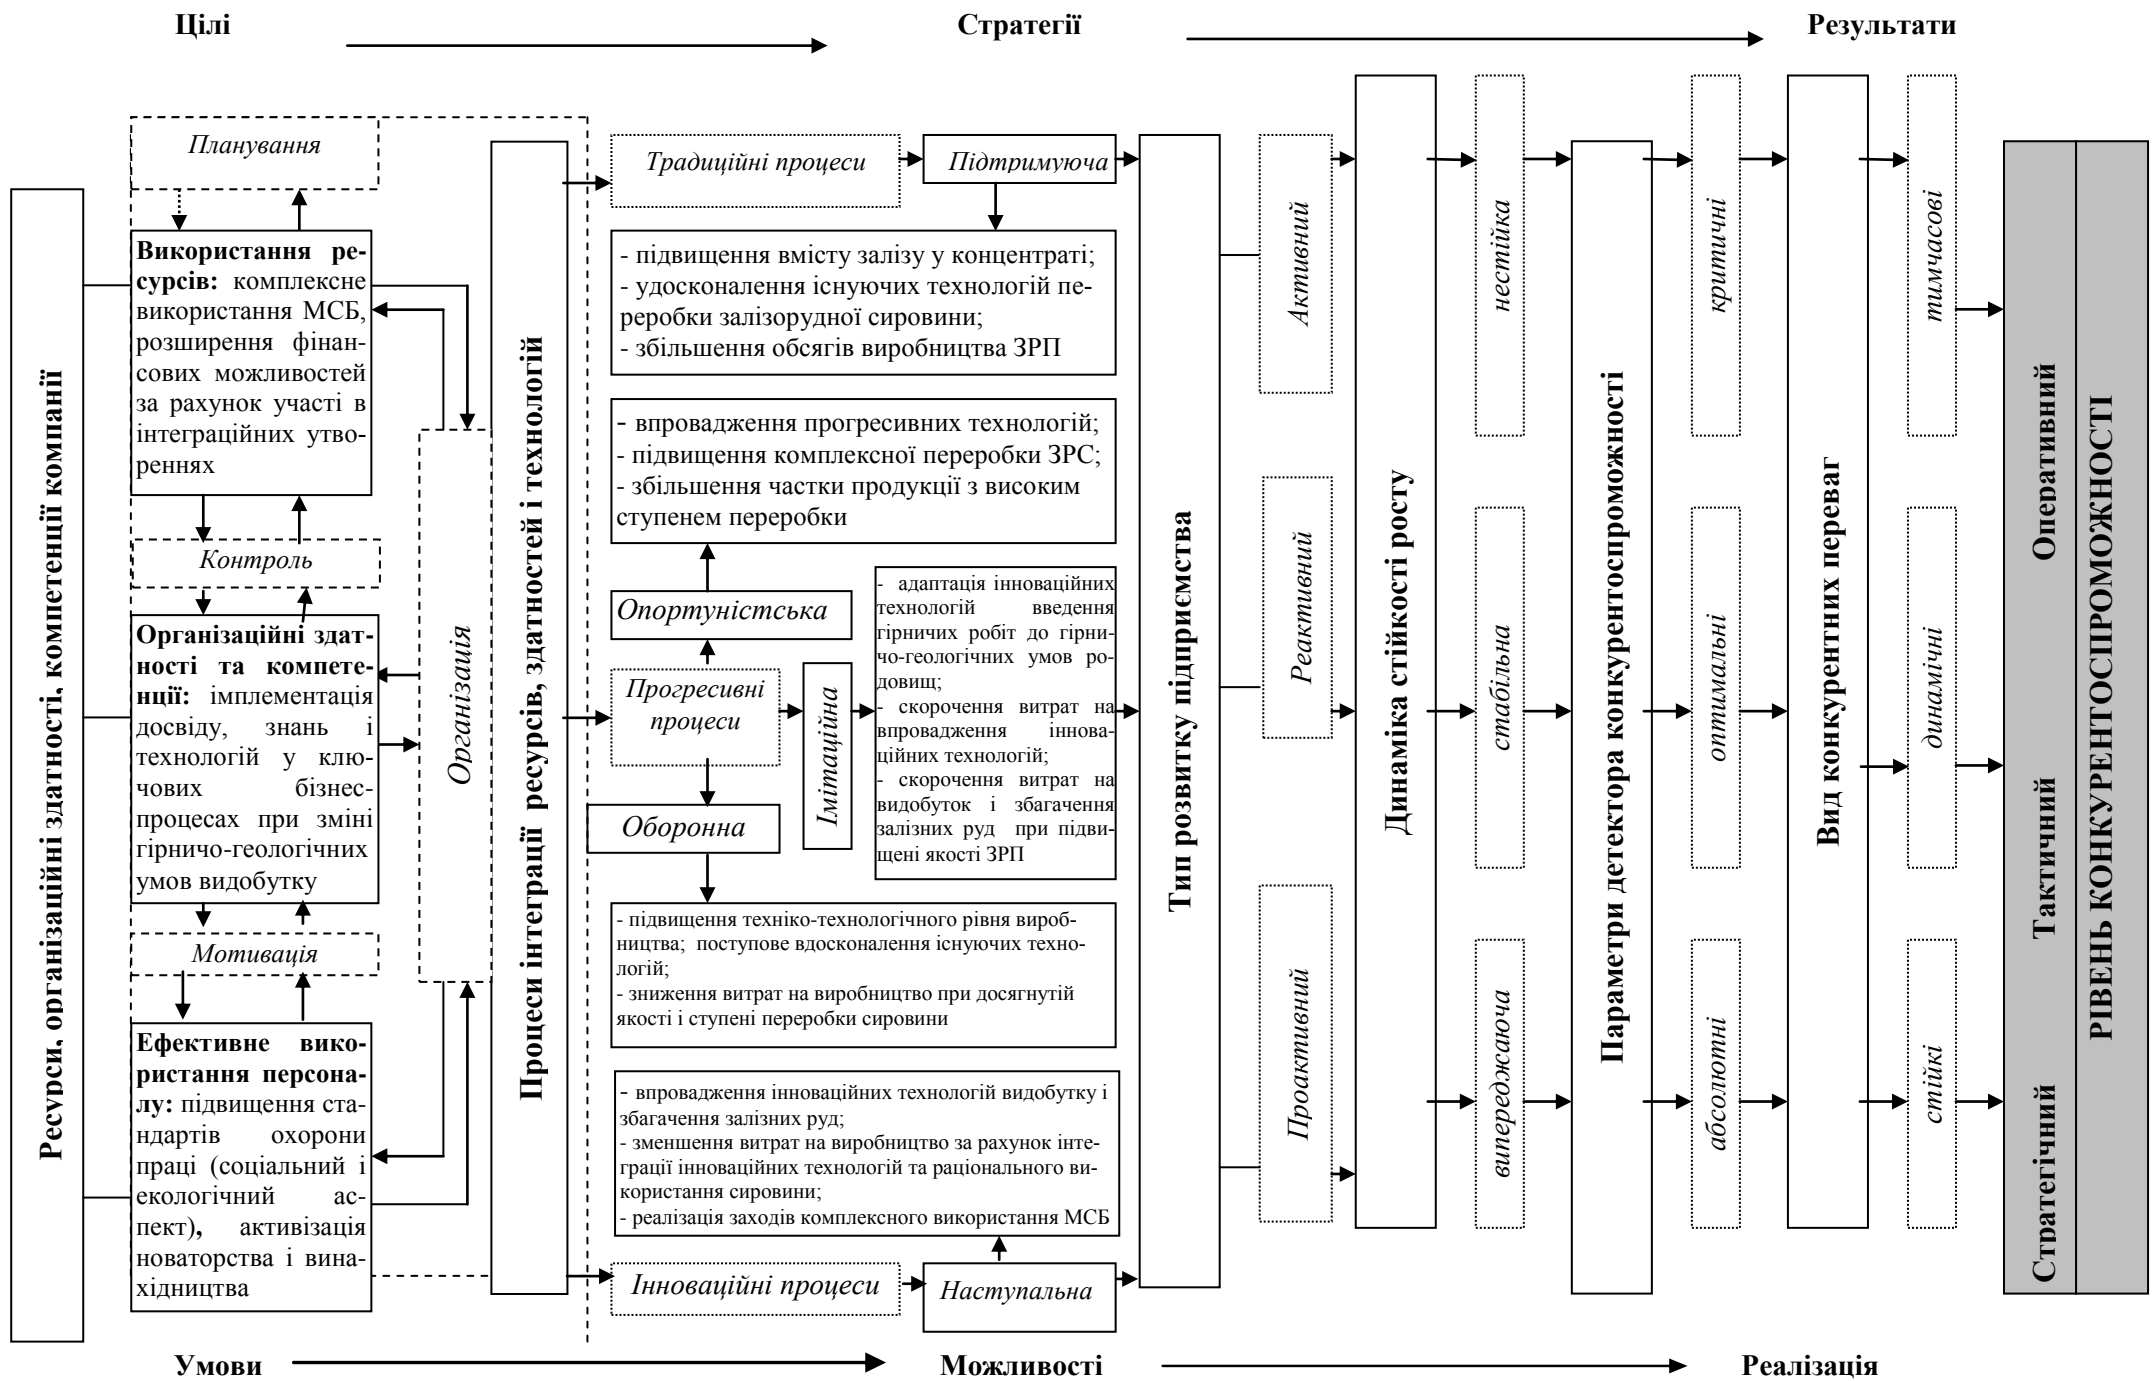 Цілі
Стратегії
Результати
Ресурси, організаційні здатності, компетенції компанії
Планування
Використання ре-
сурсів: комплексне
використання МСБ,
розширення фінан-
сових можливостей
за рахунок участі в
інтеграційних утво-
реннях
Контроль
Організаційні здат-
ності та компетен-
нції: імплементація
досвіду, знань і
технологій у клю-
чових бізнес-
процесах при зміні
гірничо-геологічних
умов видобутку
Мотивація
Ефективне вико-
ристання персона-
лу: підвищення ста-
ндартів охорони
праці (соціальний і
екологічний ас-
пект), активізація
новаторства і вина-
хідництва
Організація
Процеси інтеграції ресурсів, здатностей і технологій
Традиційні процеси
Підтримуюча
- підвищення вмісту залізу у концентраті;
- удосконалення існуючих технологій пе-
реробки залізорудної сировини;
- збільшення обсягів виробництва ЗРП
- впровадження прогресивних технологій;
- підвищення комплексної переробки ЗРС;
- збільшення частки продукції з високим
ступенем переробки
Опортуністська
Прогресивні
процеси
Оборонна
Імітаційна
- адаптація інноваційних
технологій введення
гірничих робіт до гірни-
чо-геологічних умов ро-
довищ;
- скорочення витрат на
впровадження іннова-
ційних технологій;
- скорочення витрат на
видобуток і збагачення
залізних руд при підви-
щені якості ЗРП
- підвищення техніко-технологічного рівня вироб-
ництва; поступове вдосконалення існуючих техно-
логій;
- зниження витрат на виробництво при досягнутій
якості і ступені переробки сировини
- впровадження інноваційних технологій видобутку і
збагачення залізних руд;
- зменшення витрат на виробництво за рахунок інте-
грації інноваційних технологій та раціонального ви-
користання сировини;
- реалізація заходів комплексного використання МСБ
Інноваційні процеси
Наступальна
Тип розвитку підприємства
Активний
Реактивний
Проактивний
Динаміка стійкості росту
нестійка
стабільна
випереджаюча
Параметри детектора конкурентоспроможності
критичні
оптимальні
абсолютні
Вид конкурентних переваг
тимчасові
динамічні
стійкі
Оперативний
Тактичний
Стратегічний
РІВЕНЬ КОНКУРЕНТОСПРОМОЖНОСТІ
Умови
Можливості
Реалізація